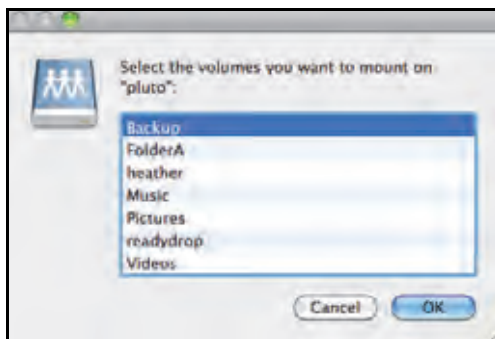 Select the volumes you want to mount on
"pluto":
Backup
FolderA
heather
Music
Pictures
readydrop
Videos
Cancel
OK